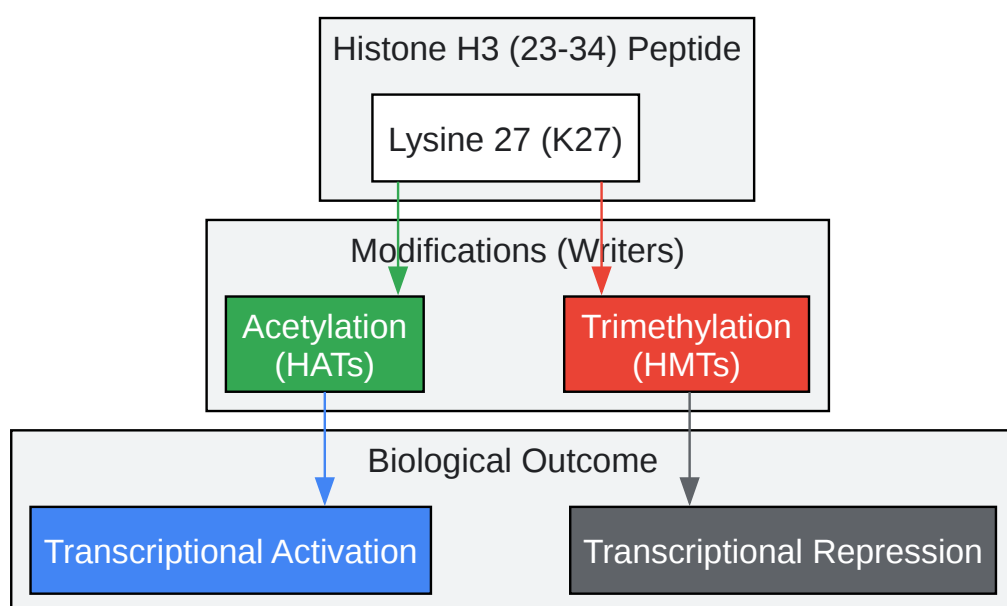 Histone H3 (23-34) Peptide
Lysine 27 (K27)
Modifications (Writers)
Acetylation
(HATs)
Trimethylation
(HMTs)
Biological Outcome
Transcriptional Activation
Transcriptional Repression